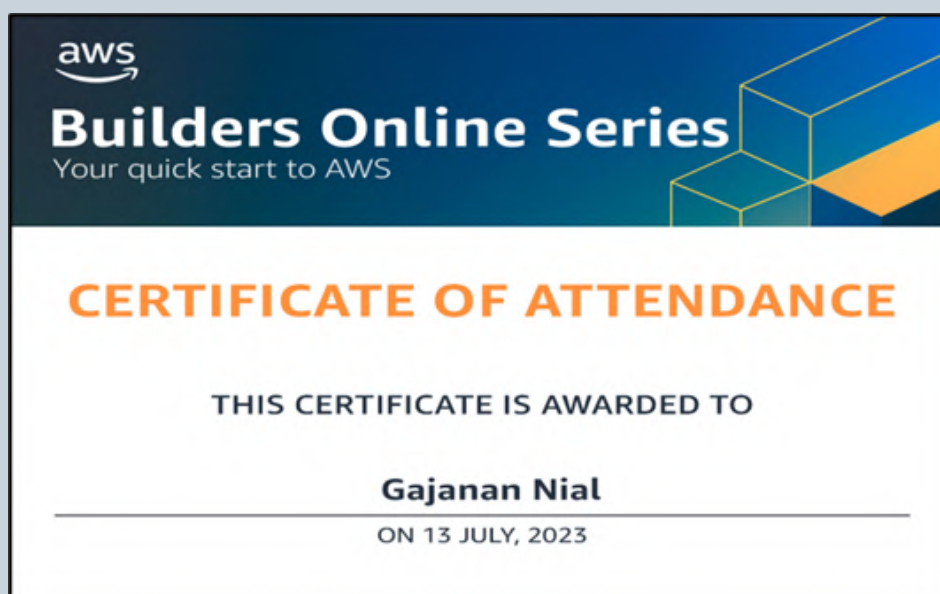 aws
Builders Online Series
Your quick start to AWS
CERTIFICATE OF ATTENDANCE
THIS CERTIFICATE IS AWARDED TO
Gajanan Nial
ON 13 JULY, 2023